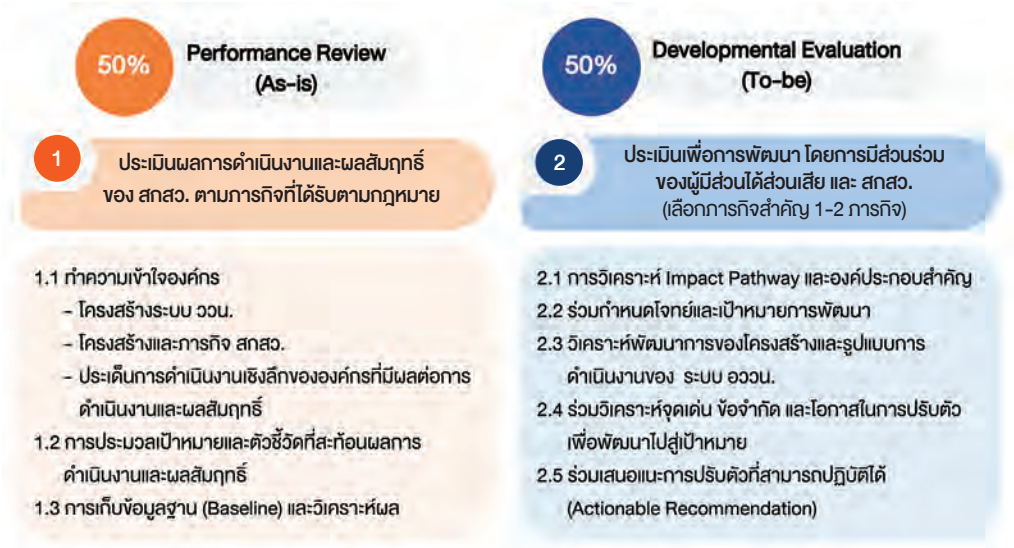 50%
Performance Review
(As-is)
1
ประเมินผลการดำเนินงานและผลสัมฤทธิ์
ของ สกสว. ตามภารกิจที่ได้รับตามกฎหมาย
1.1 ทำความเข้าใจองค์กร
- โครงสร้างระบบ ววน.
- โครงสร้างและภารกิจ สกสว.
- ประเด็นการดำเนินงานเชิงลึกขององค์กรที่มีผลต่อการ
ดำเนินงานและผลสัมฤทธิ์
1.2 การประมวลเป้าหมายและตัวชี้วัดที่สะท้อนผลการ
ดำเนินงานและผลสัมฤทธิ์
1.3 การเก็บข้อมูลฐาน (Baseline) และวิเคราะห์ผล
50%
Developmental Evaluation
(To-be)
2
ประเมินเพื่อการพัฒนา โดยการมีส่วนร่วม
ของผู้มีส่วนได้ส่วนเสีย และ สกสว.
(เลือกภารกิจสำคัญ 1-2 ภารกิจ)
2.1 การวิเคราะห์ Impact Pathway และองค์ประกอบสำคัญ
2.2 ร่วมกำหนดโจทย์และเป้าหมายการพัฒนา
2.3 วิเคราะห์พัฒนาการของโครงสร้างและรูปแบบการ
ดำเนินงานของ ระบบ อววน.
2.4 ร่วมวิเคราะห์จุดเด่น ข้อจำกัด และโอกาสในการปรับตัว
เพื่อพัฒนาไปสู่เป้าหมาย
2.5 ร่วมเสนอแนะการปรับตัวที่สามารถปฏิบัติได้
(Actionable Recommendation)